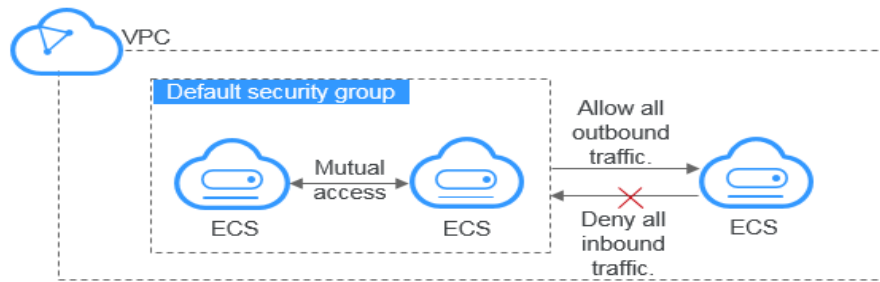 VPC
Default security group
Mutual
access
ECS
ECS
Allow all
outbound
traffic.
Deny all
inbound
traffic.
ECS